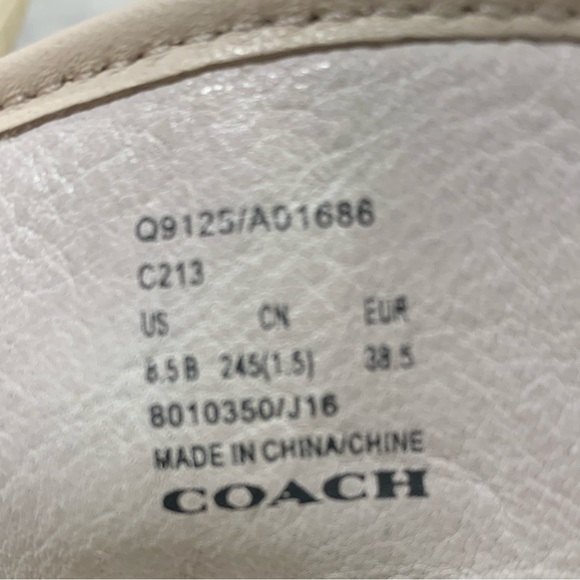 Q9125/A01686
C213
US CN EUR
8.5 B 245(1.5) 38.5
8010350/J16
MADE IN CHINA/CHINE
COACH